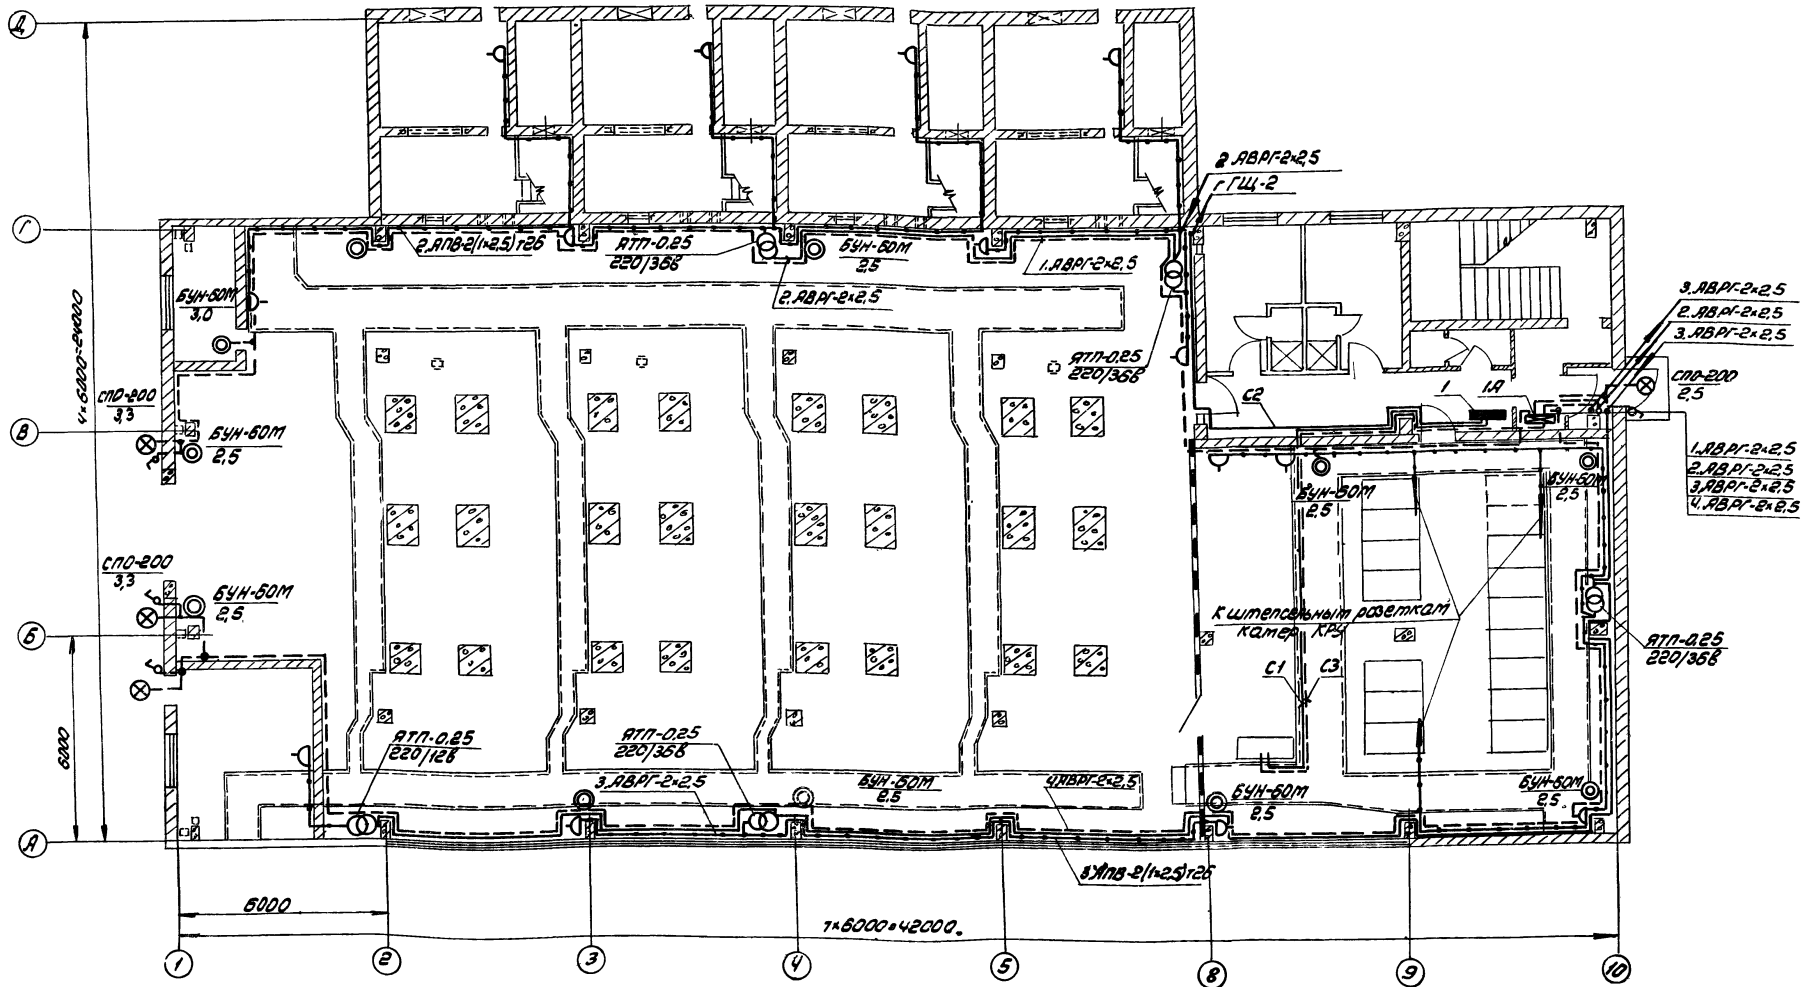 Д
4×6000=24000
2.АВРГ-2×2,5
ГЩ-2
Г
2.АПВ-2(1×2,5)т26
ЯТП-0.25
220/36в
БУН-60М
2,5
1.АВРГ-2×2,5
2.АВРГ-2×2,5
БУН-60М
3,0
3.АВРГ-2×2,5
2.АВРГ-2×2,5
3.АВРГ-2×2,5
ЯТП-0.25
220/36в
СПО-200
3,3
С2
1
1А
СПО-200
2,5
В
БУН-60М
2,5
1.АВРГ-2×2,5
2.АВРГ-2×2,5
3.АВРГ-2×2,5
4.АВРГ-2×2,5
БУН-60М
2,5
БУН-60М
2,5
СПО-200
3,3
БУН-60М
2,5
К штепсельным розеткам
камер КРУ
Б
ЯТП-0.25
220/36в
С1
С3
6000
ЯТП-0.25
220/12в
ЯТП-0.25
220/36в
3.АВРГ-2×2,5
БУН-60М
2,5
4.АВРГ-2×2,5
БУН-60М
2,5
БУН-60М
2,5
А
3.АПВ-2(1×2,5)т26
6000
7×6000=42000
1
2
3
4
5
8
9
10